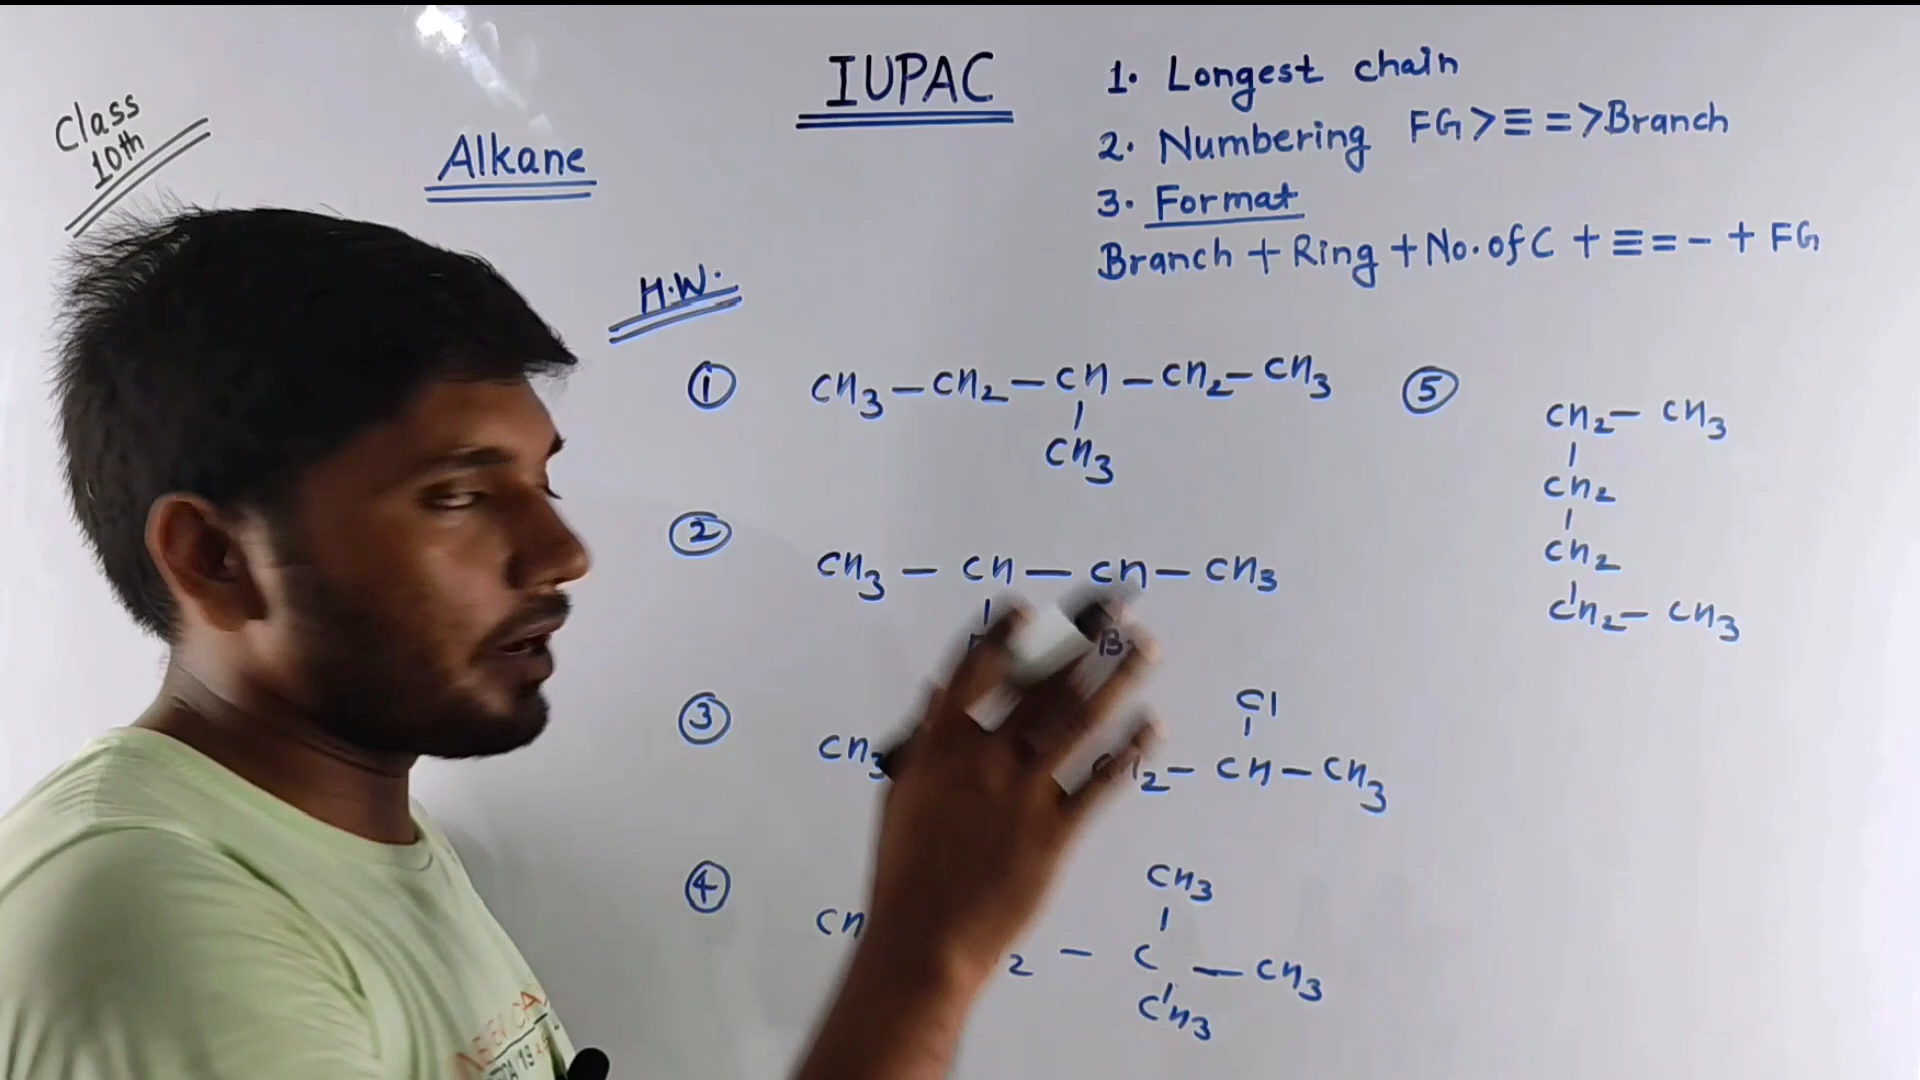 Class
10th
Alkane
IUPAC
1. Longest chain
2. Numbering FG > ≡ = > Branch
3. Format
Branch + Ring + No. of C + ≡ = - + FG
H.W.
① CH3 — CH2 — CH — CH2 — CH3
CH3
② CH3 — CH — CH — CH3
③ CH3
Cl
2 — CH — CH3
④
CH3
2 — C — CH3
CH3
⑤
CH2 — CH3
CH2
CH2
CH2 — CH3